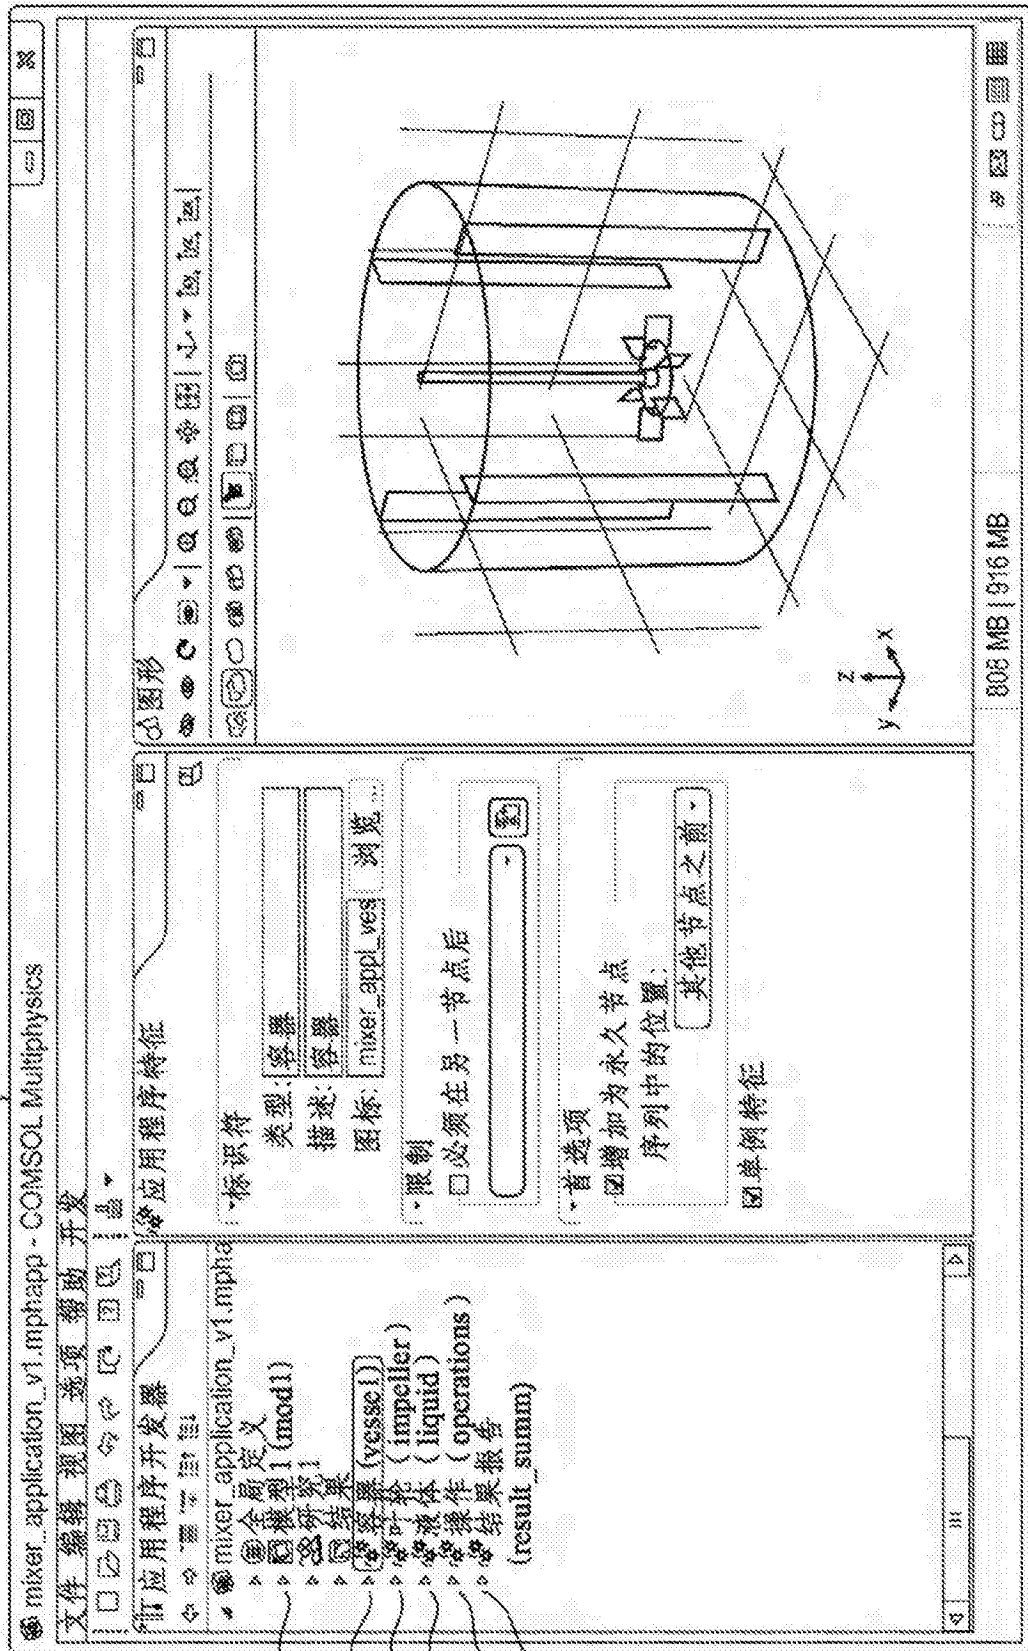 mixer_application_v1.mphapp - COMSOL Multiphysics
文件 编辑 视图 选项 帮助 开发
应用程序开发器
mixer_application_v1.mpha
全局定义
模型1(mod1)
研究1
结果
容器(vessel)
叶轮(impeller)
液体(liquid)
操作(operations)
结果报告
(result_summ)
应用程序特征
标识符
类型: 容器
描述: 容器
图标: mixer_appl_ves 浏览...
限制
必须在另一节点后
首选项
增加为永久节点
序列中的位置:
其他节点之前
单例特征
图形
z
y
x
808 MB | 916 MB